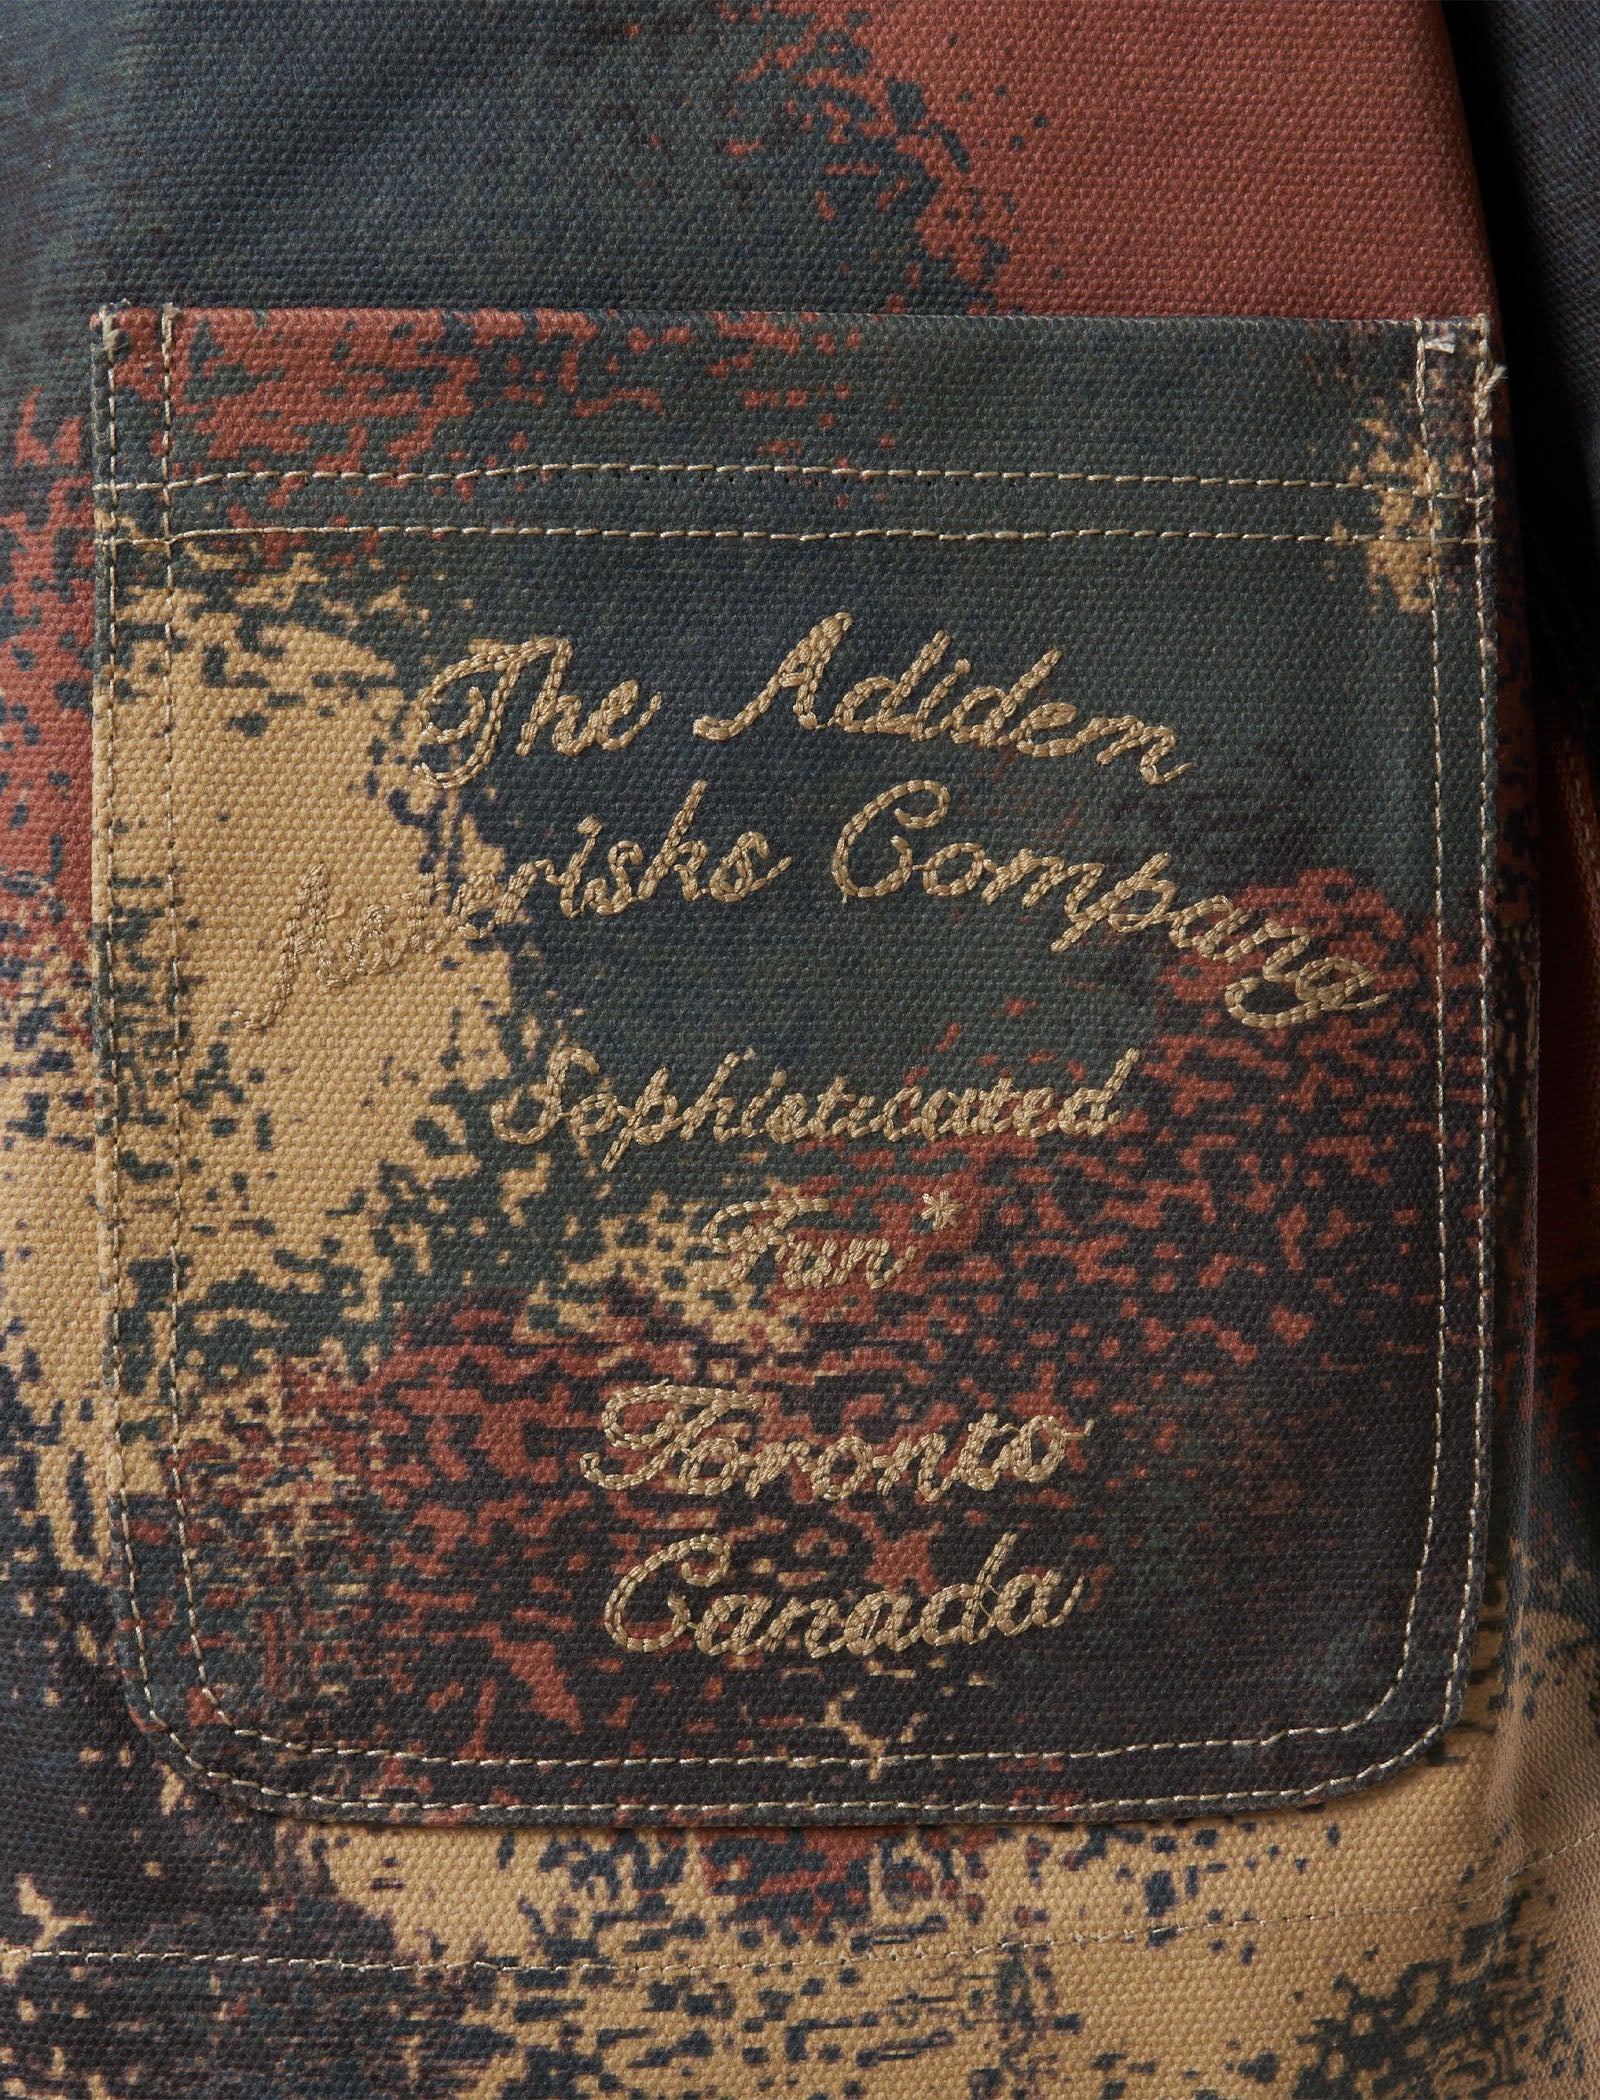 The Adidem
Asterisks Company
Sophisticated
Fun*
Toronto
Canada